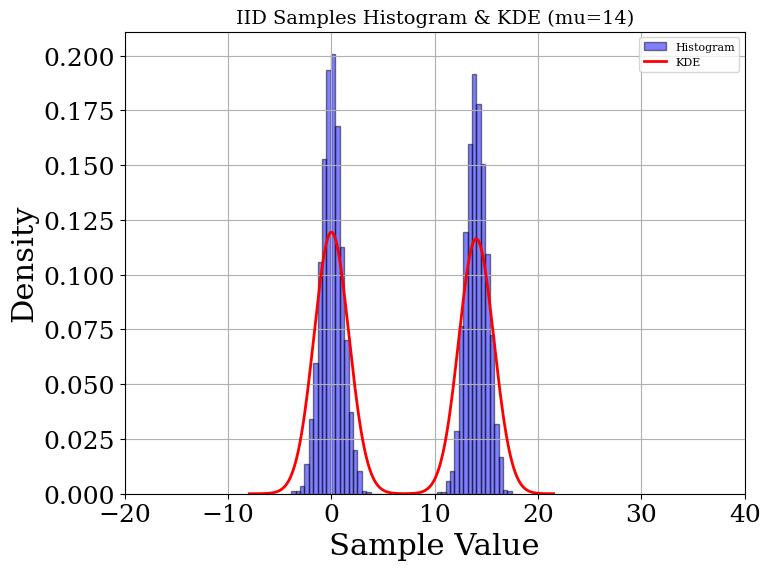 IID Samples Histogram & KDE (mu=14)
Histogram
KDE
Density
0.200
0.175
0.150
0.125
0.100
0.075
0.050
0.025
0.000
−20 −10 0 10 20 30 40
Sample Value